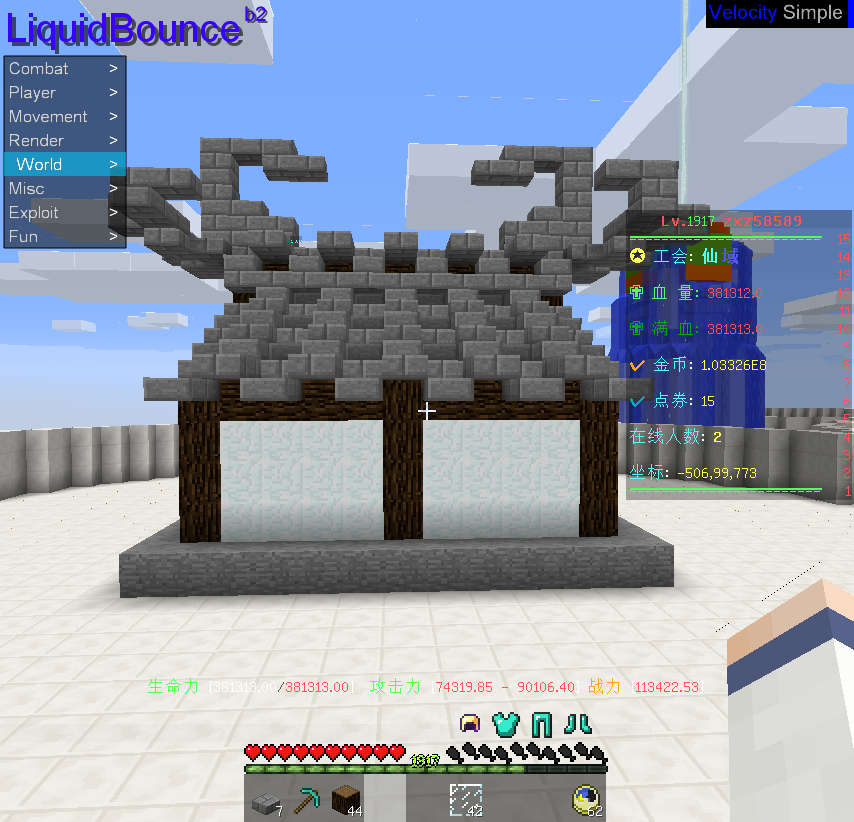 LiquidBounce b2
Velocity Simple
Combat >
Player >
Movement >
Render >
World >
Misc >
Exploit >
Fun >
Lv.1917 zxz58589
工会: 仙域
血 量: 381312.0
满 血: 381313.0
金币: 1.03326E8
点券: 15
在线人数: 2
坐标: -506,99,773
15
14
13
12
11
10
9
8
7
6
5
4
3
2
1
生命力 [381313.00/381313.00] 攻击力 [74319.85 - 90106.40] 战力 [113422.53]
1917
7 44 42 62